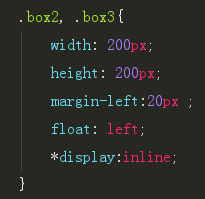 .box2, .box3{
width: 200px;
height: 200px;
margin-left:20px ;
float: left;
*display:inline;
}